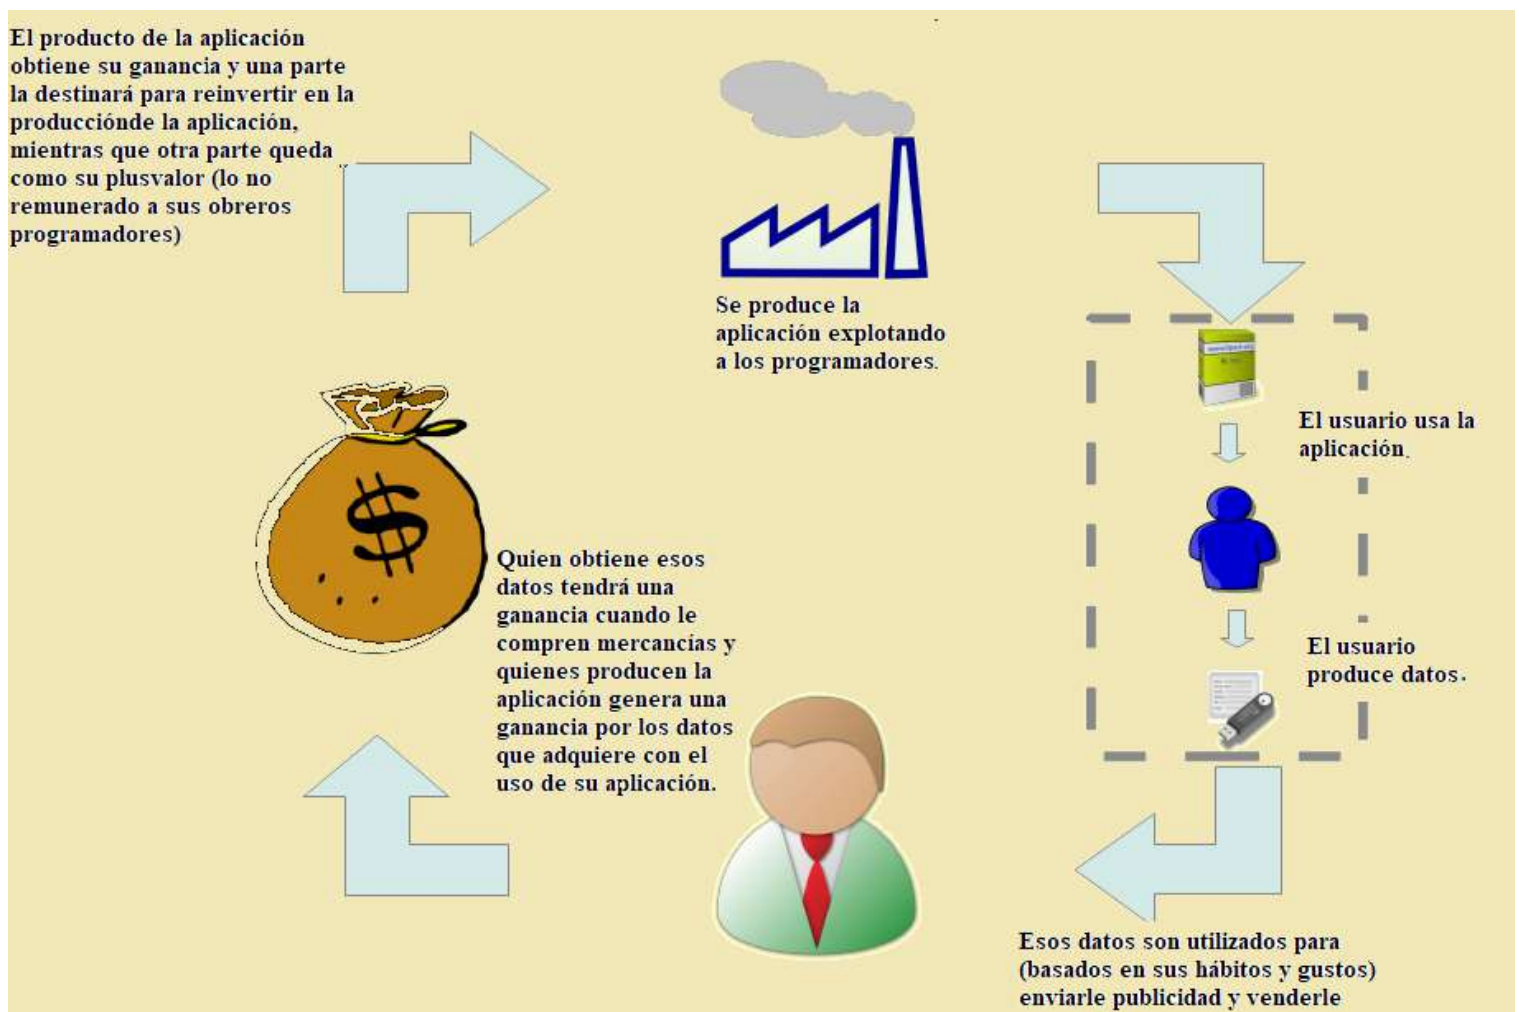 El producto de la aplicación
obtiene su ganancia y una parte
la destinará para reinvertir en la
producciónde la aplicación,
mientras que otra parte queda
como su plusvalor (lo no
remunerado a sus obreros
programadores)
Se produce la
aplicación explotando
a los programadores.
El usuario usa la
aplicación.
El usuario
produce datos.
Esos datos son utilizados para
(basados en sus hábitos y gustos)
enviarle publicidad y venderle
Quien obtiene esos
datos tendrá una
ganancia cuando le
compren mercancías y
quienes producen la
aplicación genera una
ganancia por los datos
que adquiere con el
uso de su aplicación.
$